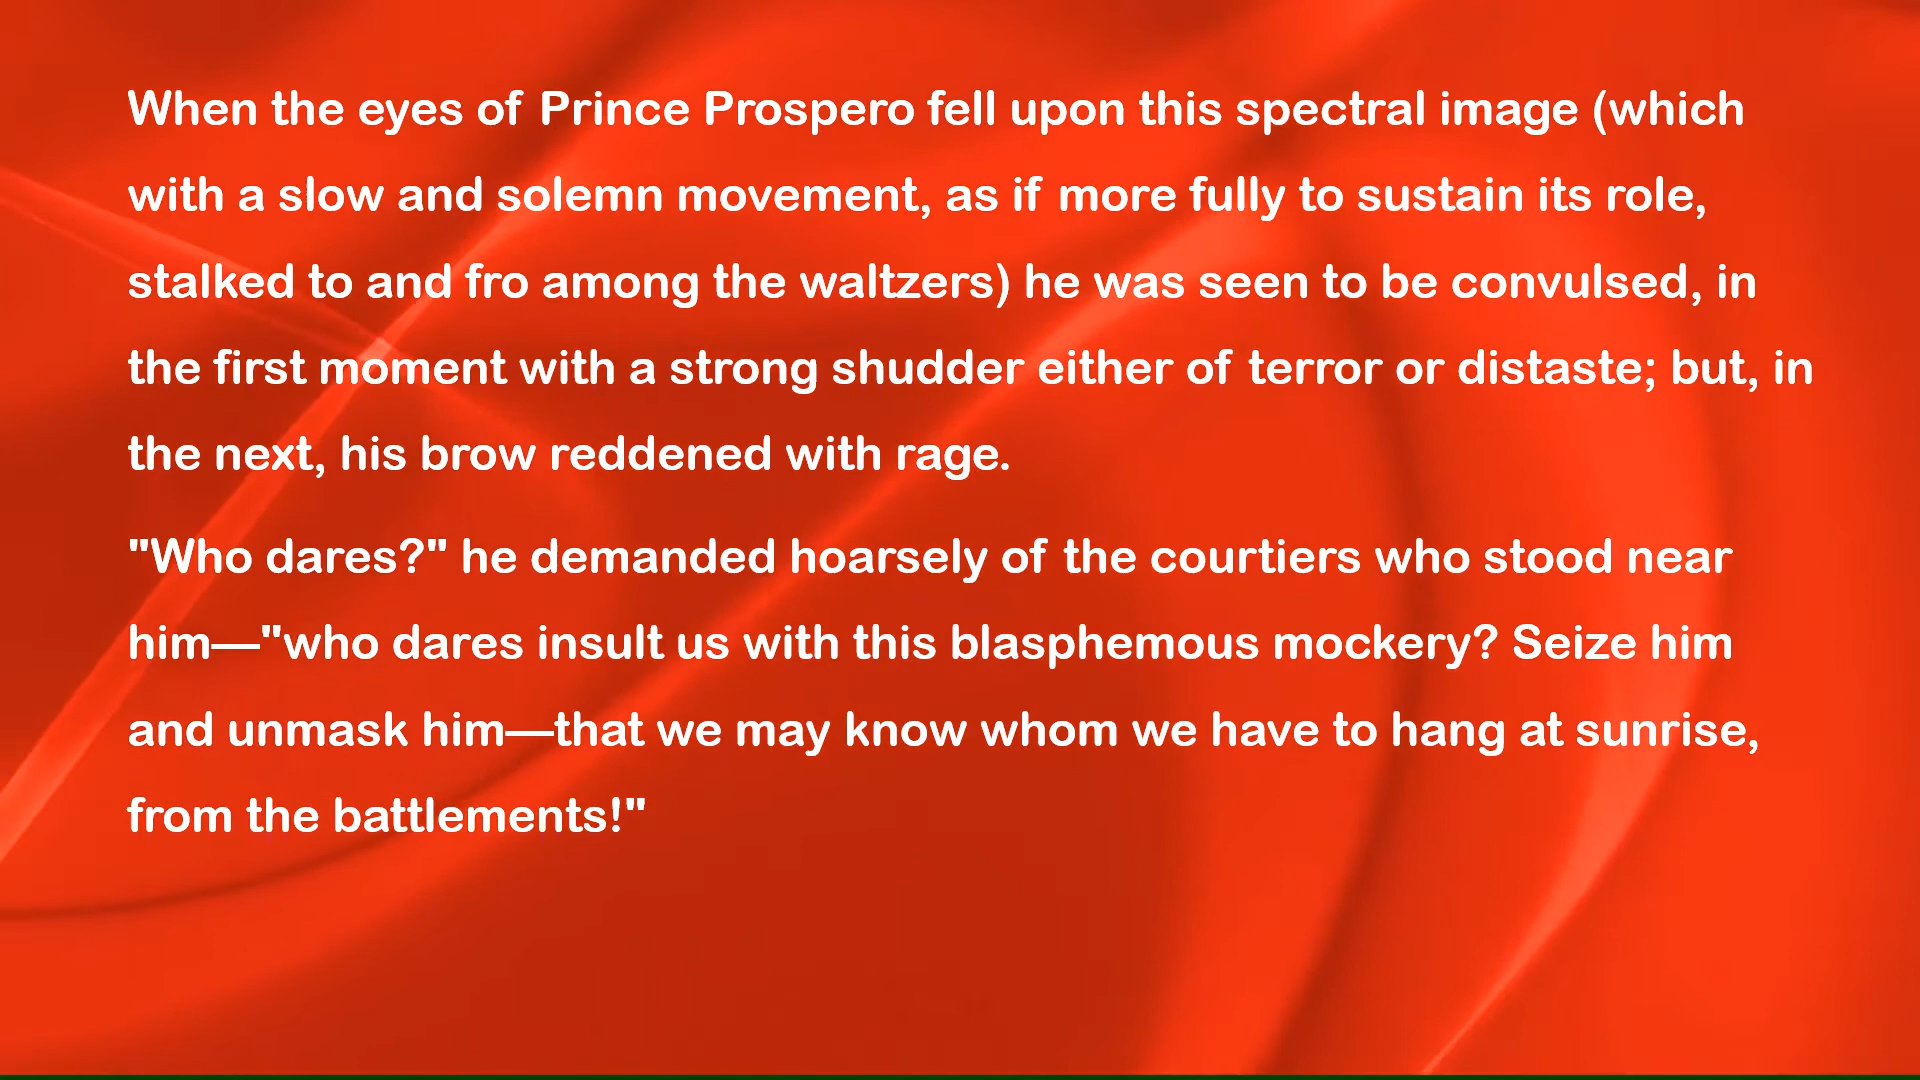 When the eyes of Prince Prospero fell upon this spectral image (which
with a slow and solemn movement, as if more fully to sustain its role,
stalked to and fro among the waltzers) he was seen to be convulsed, in
the first moment with a strong shudder either of terror or distaste; but, in
the next, his brow reddened with rage.
"Who dares?" he demanded hoarsely of the courtiers who stood near
him—"who dares insult us with this blasphemous mockery? Seize him
and unmask him—that we may know whom we have to hang at sunrise,
from the battlements!"